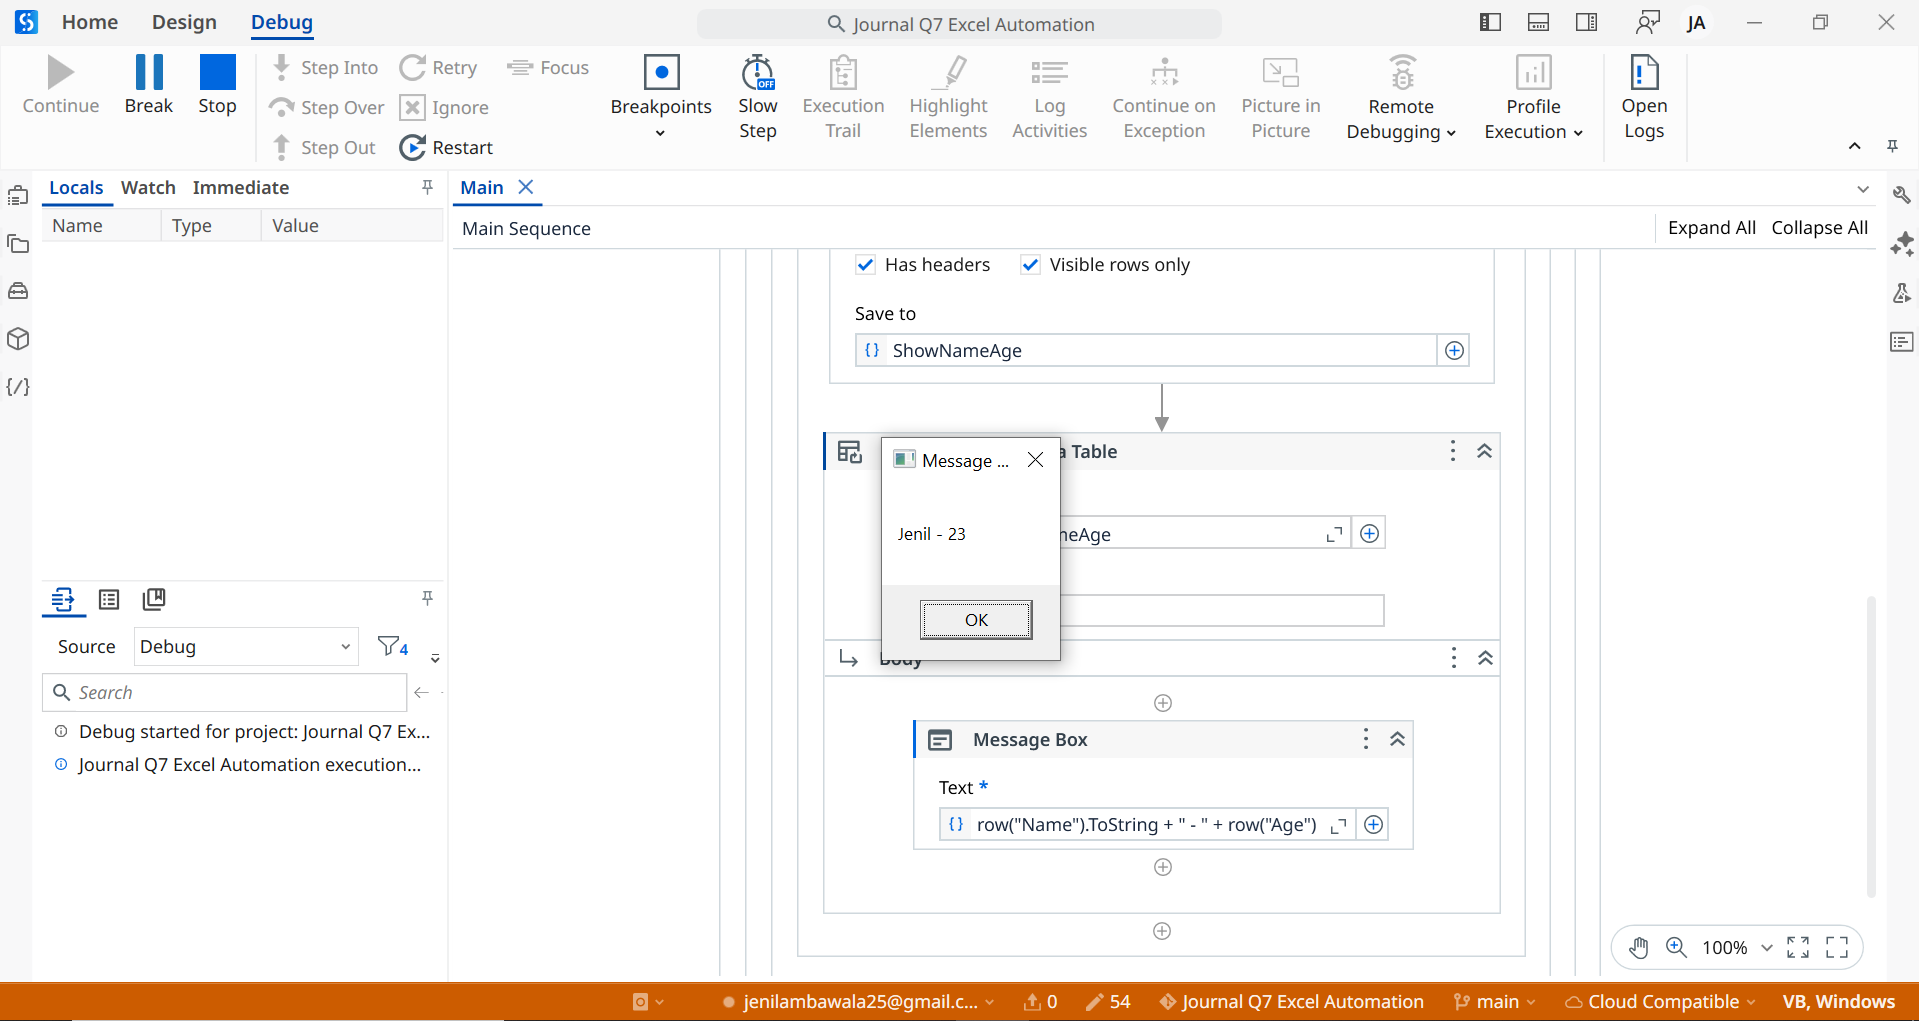 Home Design Debug
Journal Q7 Excel Automation
JA
Continue Break Stop
Step Into Retry Focus
Step Over Ignore
Step Out Restart
Breakpoints
Slow Step
OFF
Execution Trail
Highlight Elements
Log Activities
Continue on Exception
Picture in Picture
Remote Debugging
Profile Execution
Open Logs
Locals Watch Immediate
Name Type Value
Main
Main Sequence
Expand All Collapse All
Has headers Visible rows only
Save to
ShowNameAge
a Table
Message ...
Jenil - 23
neAge
OK
Body
Message Box
Text *
row("Name").ToString + " - " + row("Age")
Source Debug 4
Search
Debug started for project: Journal Q7 Ex...
Journal Q7 Excel Automation execution...
100%
jenilambawala25@gmail.c... 0 54 Journal Q7 Excel Automation main Cloud Compatible VB, Windows